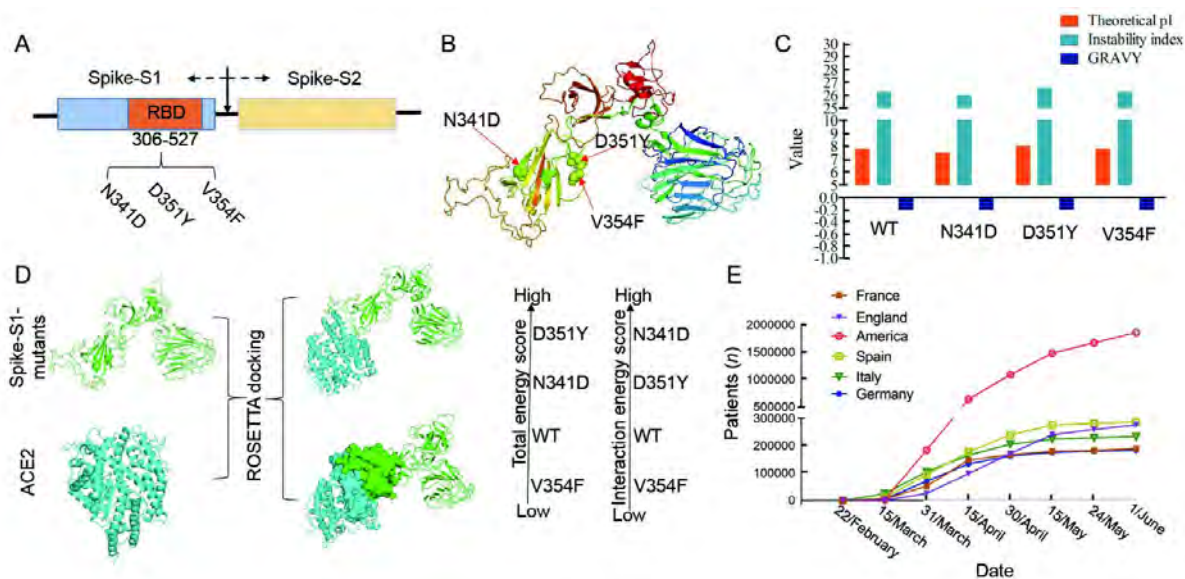 A
Spike-S1
Spike-S2
RBD
306-527
N341D
D351Y
V354F
B
N341D
D351Y
V354F
C
Theoretical pI
Instability index
GRAVY
Value
30
29
28
27
26
25
10
9
8
7
6
5
0.0
-0.2
-0.4
-0.6
-0.8
-1.0
WT
N341D
D351Y
V354F
D
Spike-S1-
mutants
ACE2
ROSETTA docking
Total energy score
High
D351Y
N341D
WT
V354F
Low
Interaction energy score
High
N341D
D351Y
WT
V354F
Low
E
France
England
America
Spain
Italy
Germany
Patients (n)
2000000
1500000
1000000
500000
300000
200000
100000
0
22/February
15/March
31/March
15/April
30/April
15/May
24/May
1/June
Date